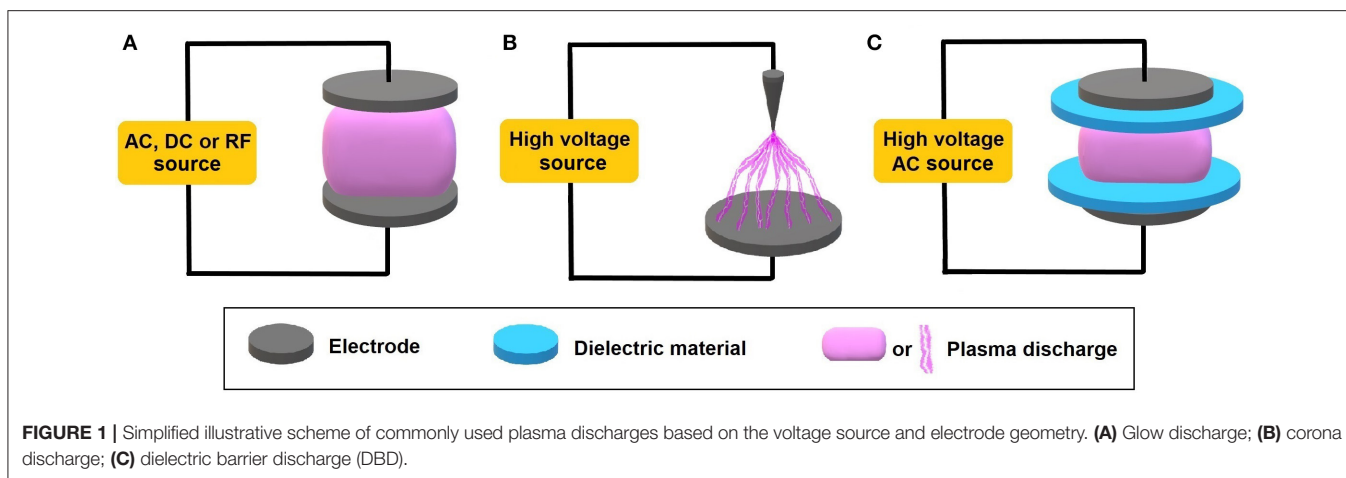 A
B
C
AC, DC or RF
source
High voltage
source
High voltage
AC source
Electrode
Dielectric material
or
Plasma discharge
FIGURE 1 | Simplified illustrative scheme of commonly used plasma discharges based on the voltage source and electrode geometry. (A) Glow discharge; (B) corona
discharge; (C) dielectric barrier discharge (DBD).